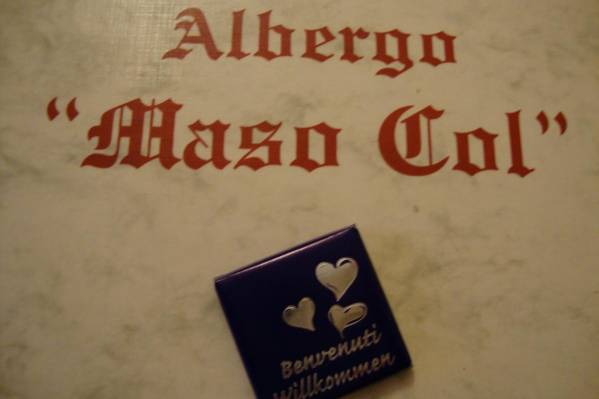 Albergo
“Maso Col”
Benvenuti
Willkommen